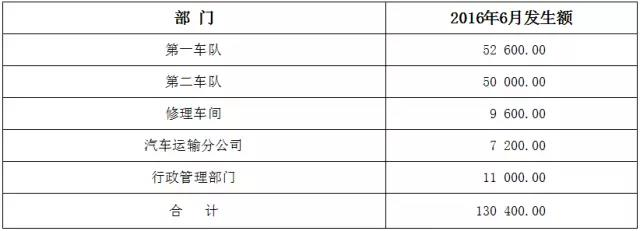 部 门 2016年6月发生额
第一车队 52 600.00
第二车队 50 000.00
修理车间 9 600.00
汽车运输分公司 7 200.00
行政管理部门 11 000.00
合 计 130 400.00